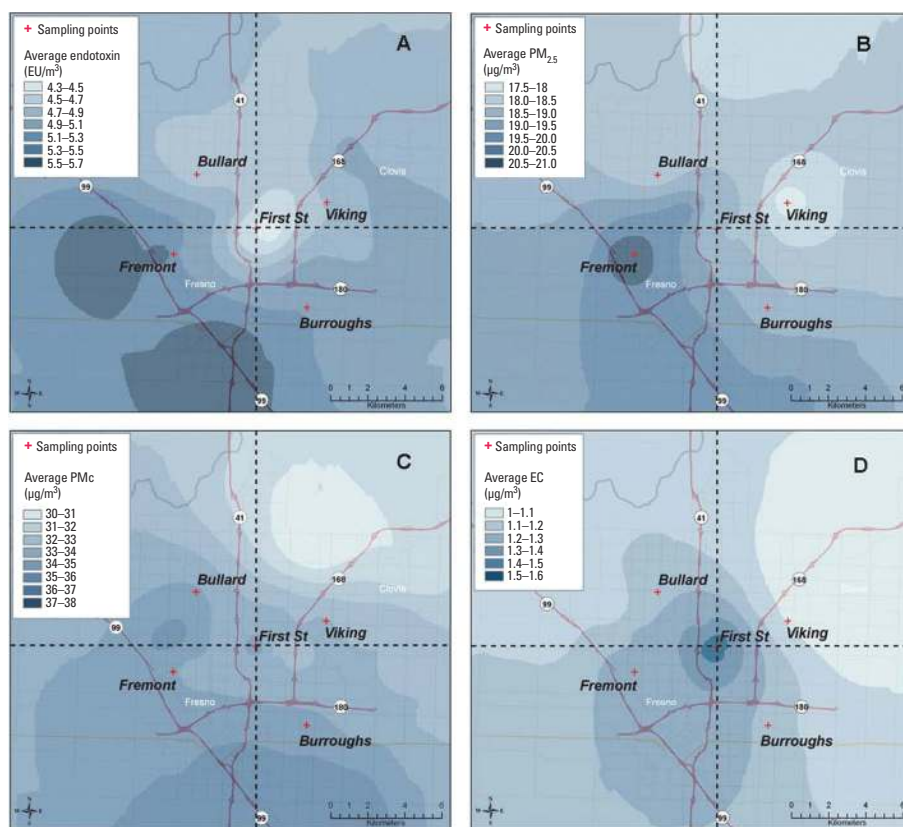 + Sampling points
Average endotoxin
(EU/m³)
4.3–4.5
4.5–4.7
4.7–4.9
4.9–5.1
5.1–5.3
5.3–5.5
5.5–5.7
A
41
168
99
Bullard
Clovis
Viking
First St
Fremont
Fresno
180
Burroughs
99
N
W E
S
0 1 2 4 6
Kilometers
+ Sampling points
Average PM2.5
(µg/m³)
17.5–18
18.0–18.5
18.5–19.0
19.0–19.5
19.5–20.0
20.0–20.5
20.5–21.0
B
41
168
99
Bullard
Clovis
Viking
First St
Fremont
Fresno
180
Burroughs
99
N
W E
S
0 1 2 4 6
Kilometers
+ Sampling points
Average PMc
(µg/m³)
30–31
31–32
32–33
33–34
34–35
35–36
36–37
37–38
C
41
168
99
Bullard
Clovis
Viking
First St
Fremont
Fresno
180
Burroughs
99
N
W E
S
0 1 2 4 6
Kilometers
+ Sampling points
Average EC
(µg/m³)
1–1.1
1.1–1.2
1.2–1.3
1.3–1.4
1.4–1.5
1.5–1.6
D
41
168
99
Bullard
Viking
First St
Fremont
Fresno
180
Burroughs
99
N
W E
S
0 1 2 4 6
Kilometers